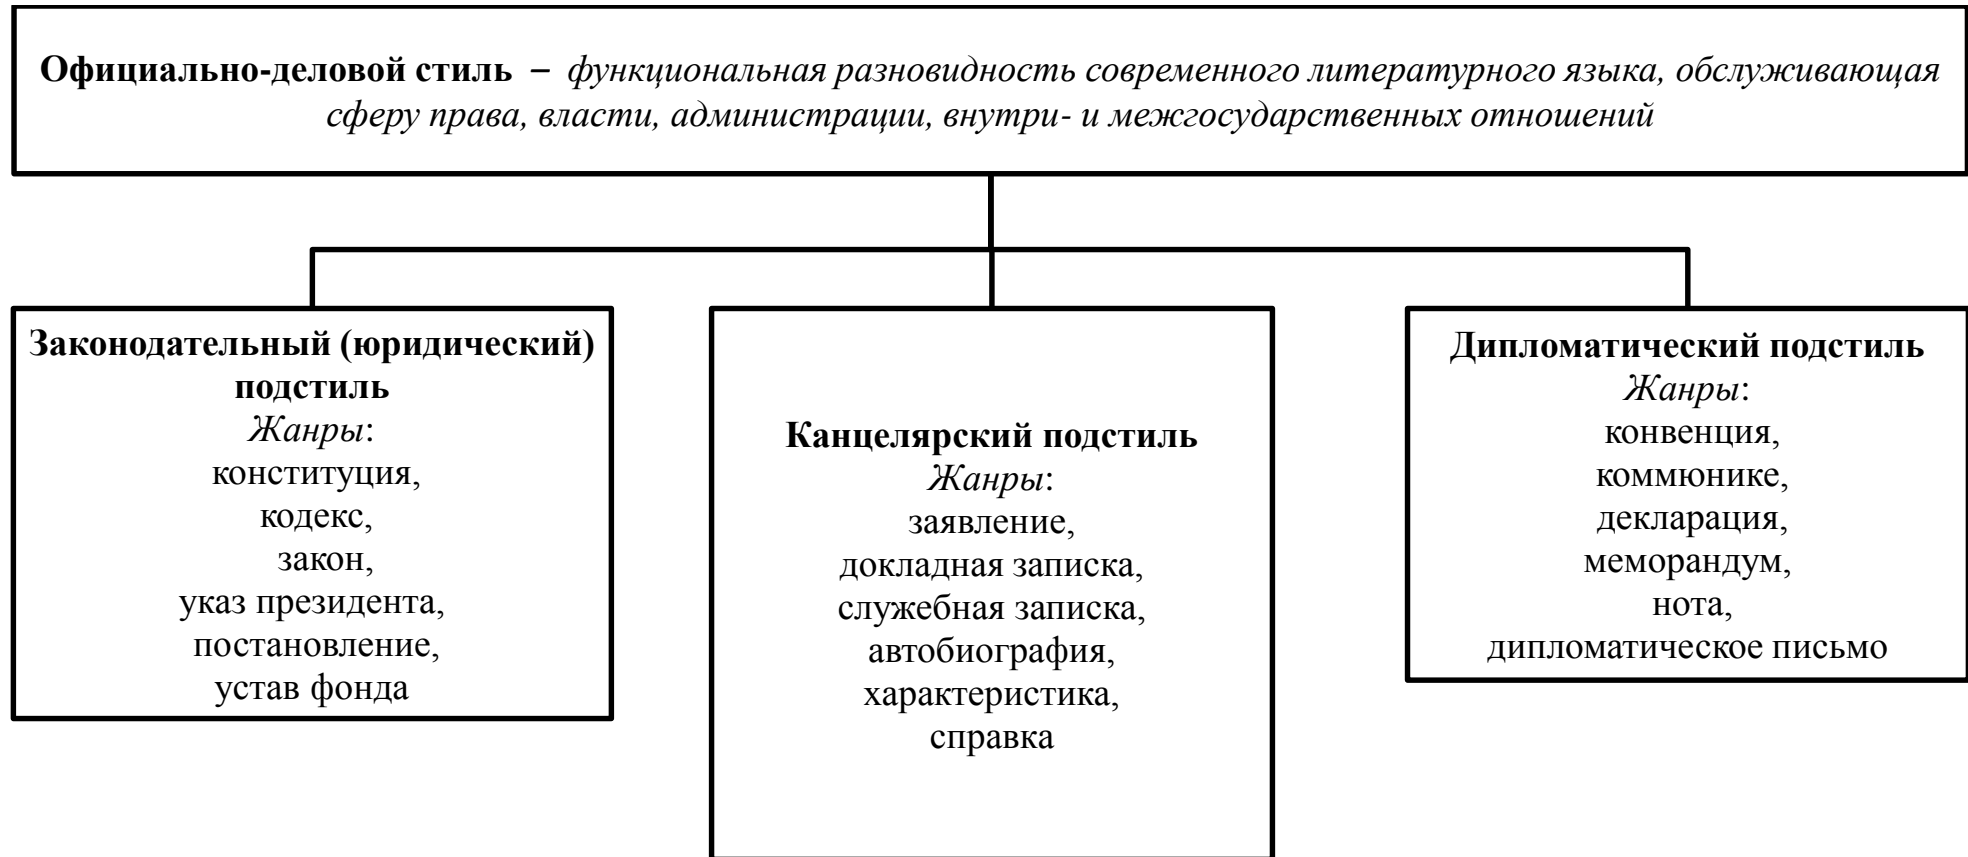 Официально-деловой стиль – функциональная разновидность современного литературного языка, обслуживающая
сферу права, власти, администрации, внутри- и межгосударственных отношений
Законодательный (юридический)
подстиль
Жанры:
конституция,
кодекс,
закон,
указ президента,
постановление,
устав фонда
Канцелярский подстиль
Жанры:
заявление,
докладная записка,
служебная записка,
автобиография,
характеристика,
справка
Дипломатический подстиль
Жанры:
конвенция,
коммюнике,
декларация,
меморандум,
нота,
дипломатическое письмо